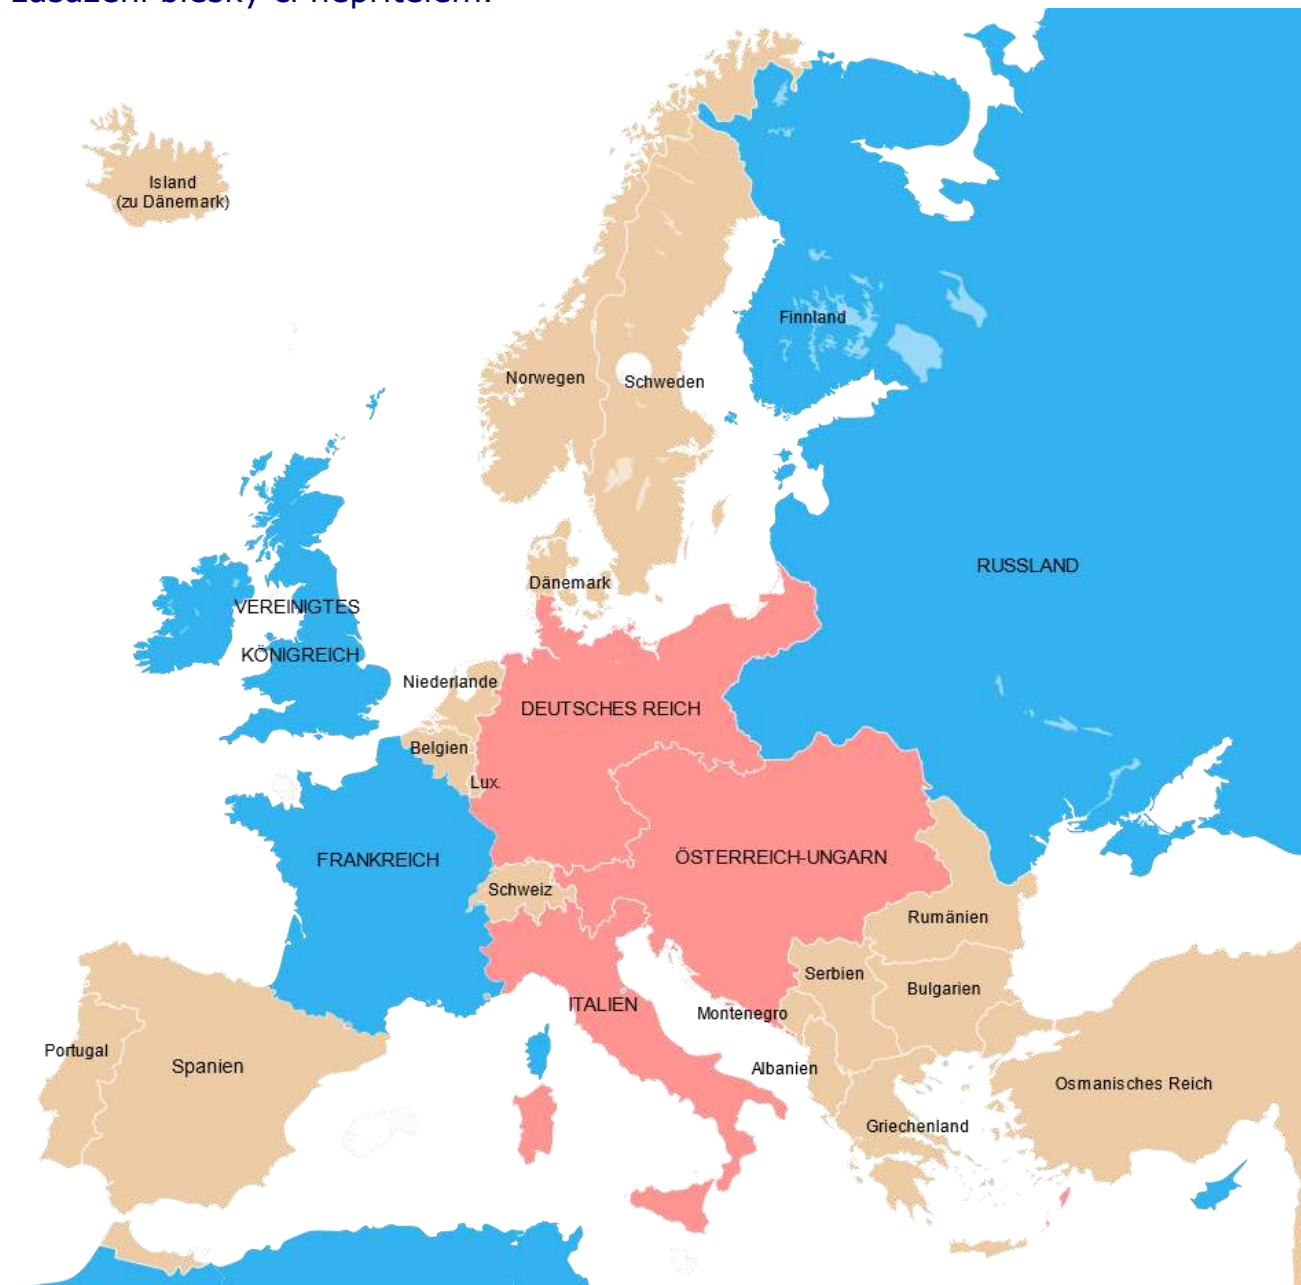 Island
(zu Dänemark)
Finnland
Norwegen
Schweden
RUSSLAND
Dänemark
VEREINIGTES
KÖNIGREICH
Niederlande
DEUTSCHES REICH
Belgien
Lux.
FRANKREICH
ÖSTERREICH-UNGARN
Schweiz
Rumänien
Serbien
Bulgarien
ITALIEN
Montenegro
Portugal
Spanien
Albanien
Osmanisches Reich
Griechenland